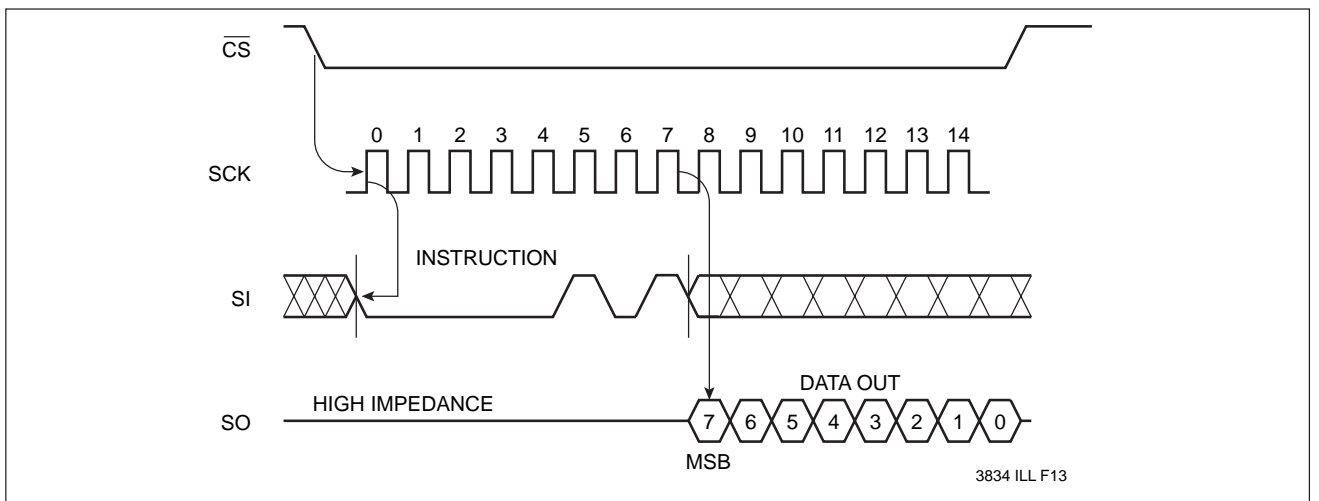 CS
0 1 2 3 4 5 6 7 8 9 10 11 12 13 14
SCK
INSTRUCTION
SI
DATA OUT
HIGH IMPEDANCE
SO
7 6 5 4 3 2 1 0
MSB
3834 ILL F13